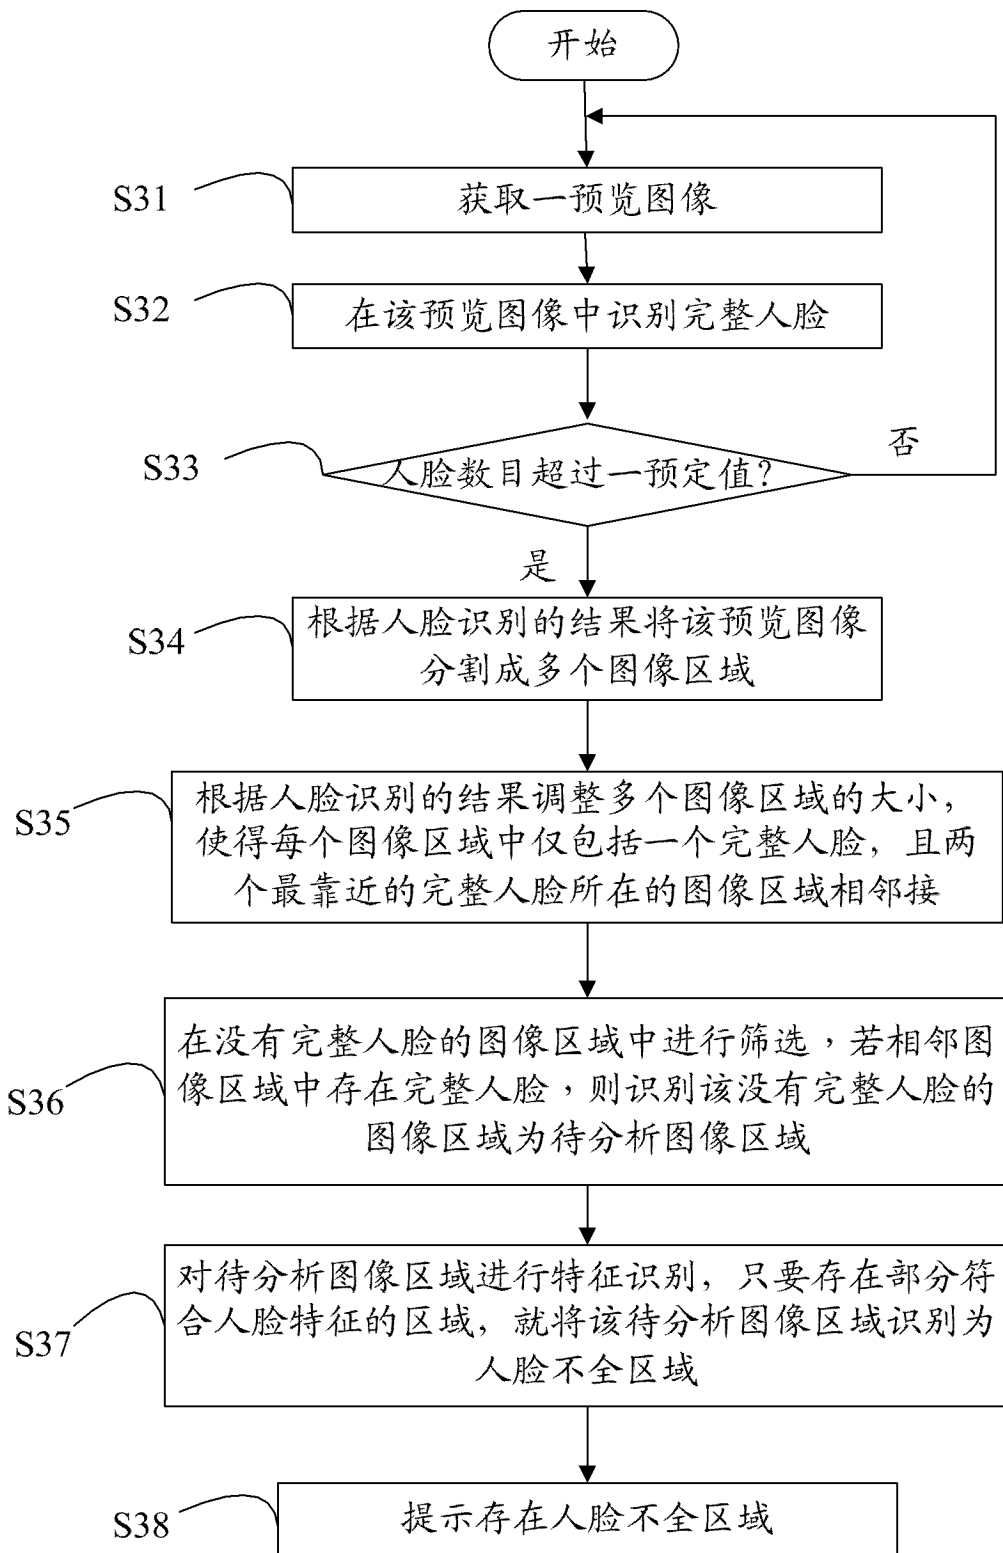 开始
S31
获取一预览图像
S32
在该预览图像中识别完整人脸
S33
人脸数目超过一预定值?
否
是
S34
根据人脸识别的结果将该预览图像
分割成多个图像区域
S35
根据人脸识别的结果调整多个图像区域的大小，
使得每个图像区域中仅包括一个完整人脸，且两
个最靠近的完整人脸所在的图像区域相邻接
S36
在没有完整人脸的图像区域中进行筛选，若相邻图
像区域中存在完整人脸，则识别该没有完整人脸的
图像区域为待分析图像区域
S37
对待分析图像区域进行特征识别，只要存在部分符
合人脸特征的区域，就将该待分析图像区域识别为
人脸不全区域
S38
提示存在人脸不全区域